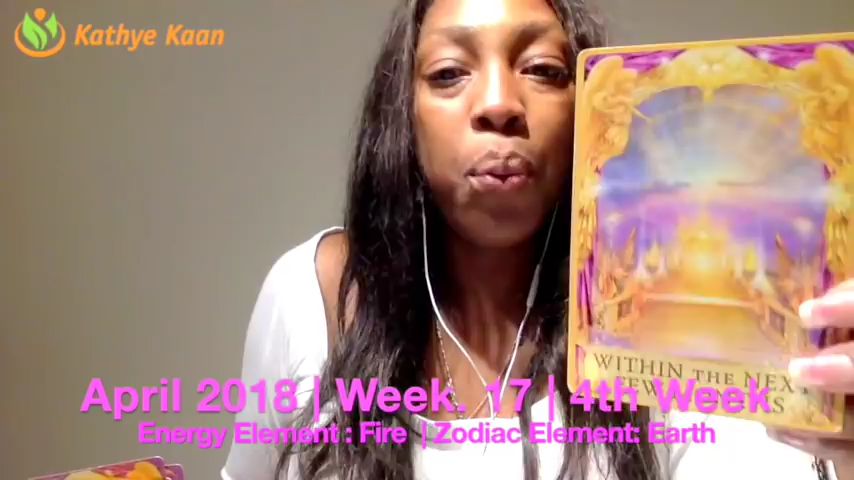 Kathye Kaan
WITHIN THE NEXT
April 2018 | Week. 17 | 4th Week
Energy Element : Fire | Zodiac Element: Earth